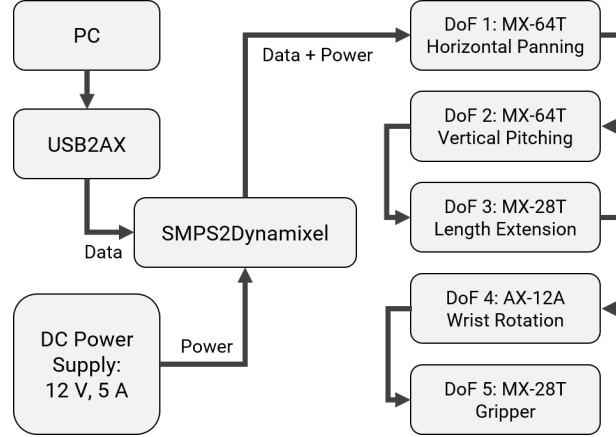 PC
USB2AX
Data
SMPS2Dynamixel
DC Power
Supply:
12 V, 5 A
Power
Data + Power
DoF 1: MX-64T
Horizontal Panning
DoF 2: MX-64T
Vertical Pitching
DoF 3: MX-28T
Length Extension
DoF 4: AX-12A
Wrist Rotation
DoF 5: MX-28T
Gripper